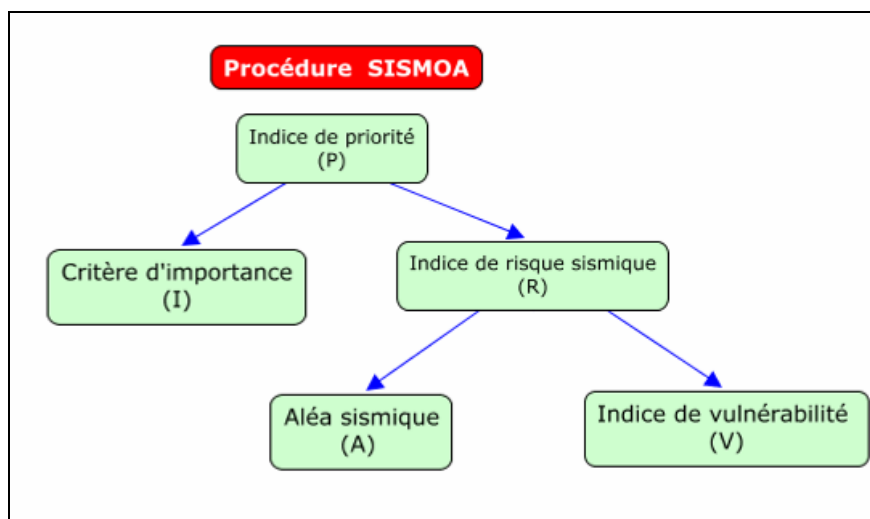 Procédure SISMOA
Indice de priorité
(P)
Critère d'importance
(I)
Indice de risque sismique
(R)
Aléa sismique
(A)
Indice de vulnérabilité
(V)